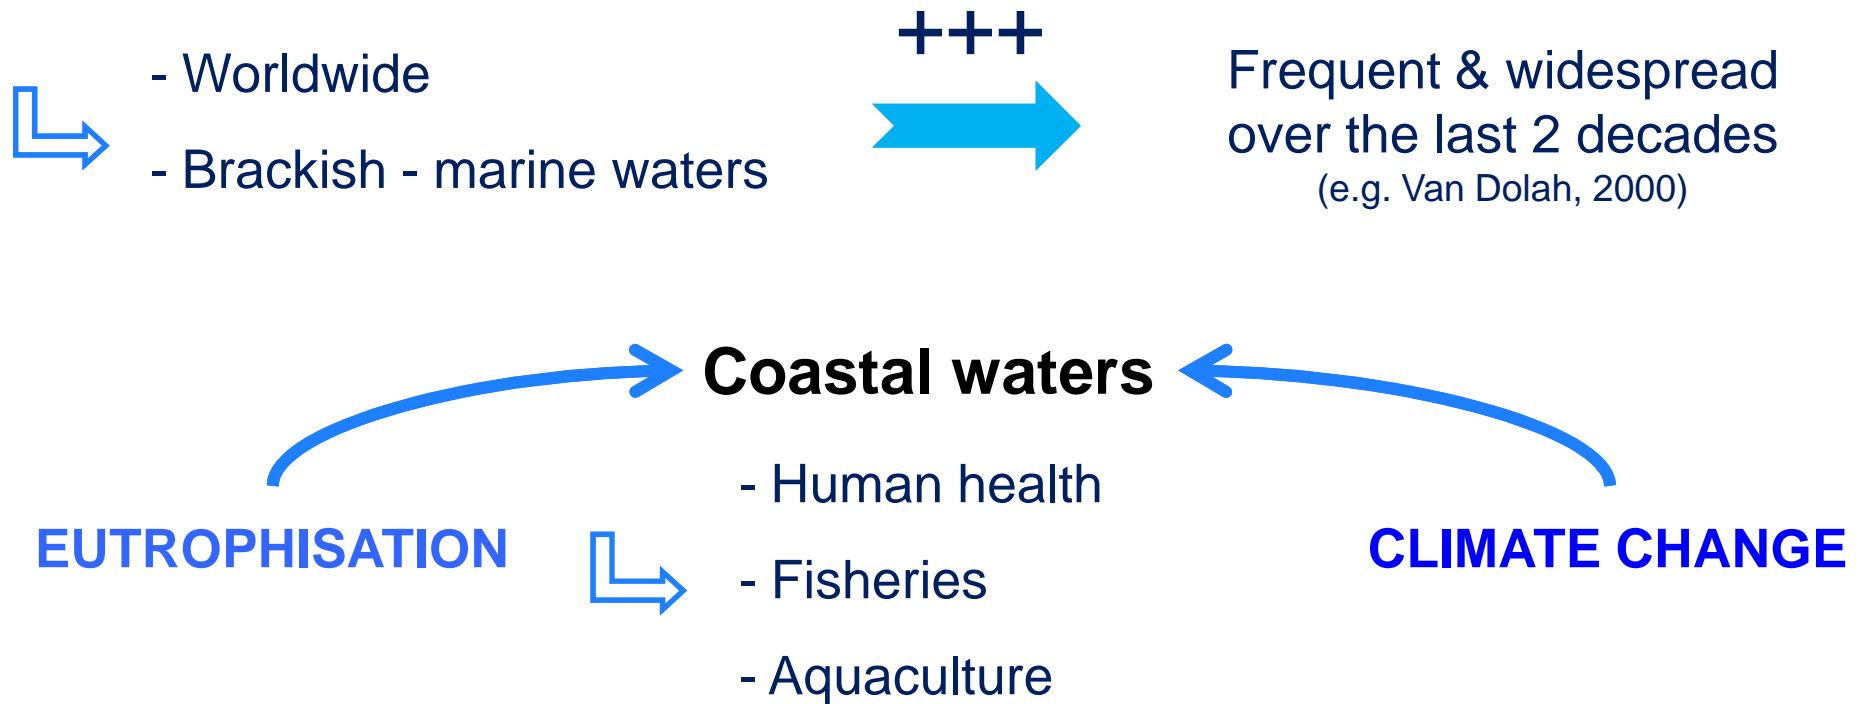 +++
- Worldwide
- Brackish - marine waters
Frequent & widespread
over the last 2 decades
(e.g. Van Dolah, 2000)
Coastal waters
- Human health
EUTROPHISATION
CLIMATE CHANGE
- Fisheries
- Aquaculture